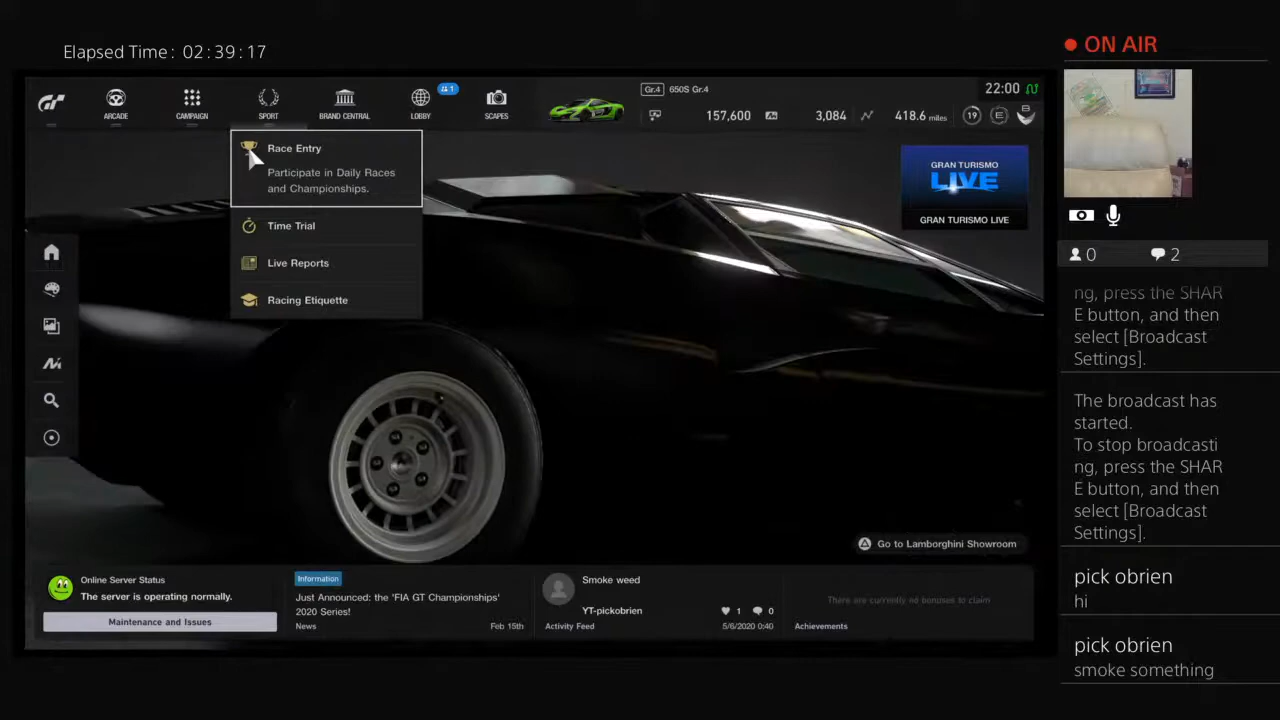 Elapsed Time: 02:39:17
ON AIR
GT
ARCADE
CAMPAIGN
SPORT
BRAND CENTRAL
LOBBY
1
SCAPES
Gr.4 650S Gr.4
22:00
157,600
3,084
418.6 miles
19
E
B
Race Entry
Participate in Daily Races
and Championships.
Time Trial
Live Reports
Racing Etiquette
GRAN TURISMO
LIVE
GRAN TURISMO LIVE
0
2
ng, press the SHAR
E button, and then
select [Broadcast
Settings].
The broadcast has
started.
To stop broadcasti
ng, press the SHAR
E button, and then
select [Broadcast
Settings].
pick obrien
hi
pick obrien
smoke something
Go to Lamborghini Showroom
Online Server Status
The server is operating normally.
Maintenance and Issues
Information
Just Announced: the 'FIA GT Championships'
2020 Series!
News
Feb 15th
Smoke weed
YT-pickobrien
1
0
Activity Feed
5/6/2020 0:40
There are currently no bonuses to claim
Achievements